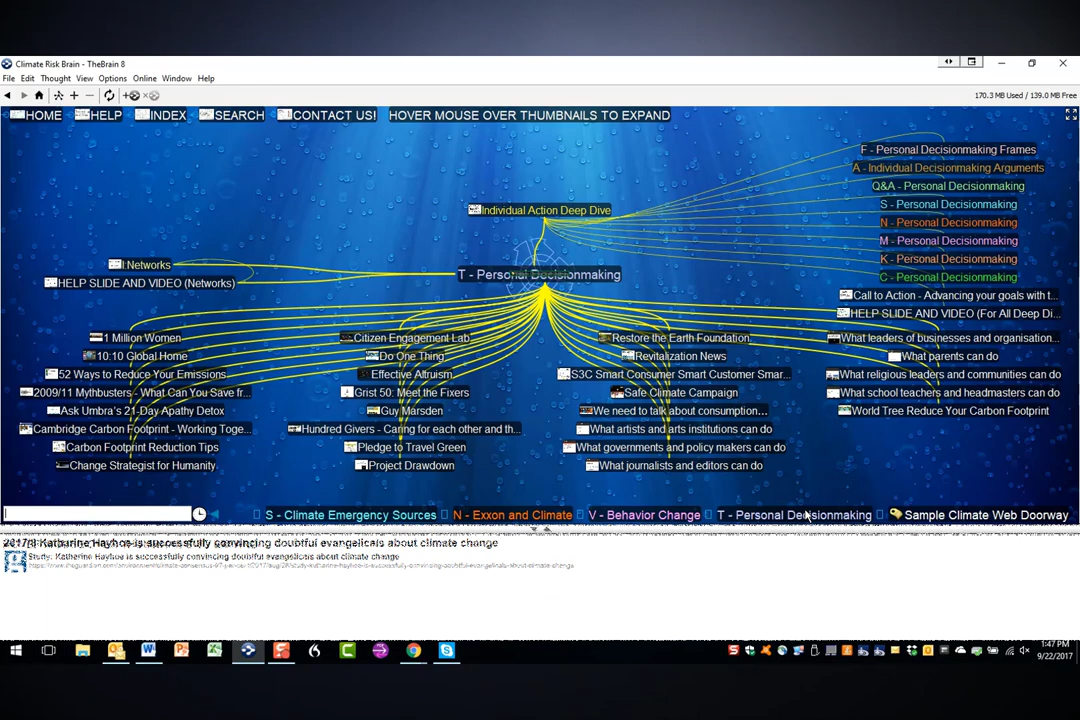 Climate Risk Brain - TheBrain 8
File Edit Thought View Options Online Window Help
170.3 MB Used / 139.0 MB Free
HOME HELP INDEX SEARCH CONTACT US! HOVER MOUSE OVER THUMBNAILS TO EXPAND
F - Personal Decisionmaking Frames
A - Individual Decisionmaking Arguments
Q&A - Personal Decisionmaking
S - Personal Decisionmaking
N - Personal Decisionmaking
M - Personal Decisionmaking
K - Personal Decisionmaking
C - Personal Decisionmaking
Call to Action - Advancing your goals with t...
HELP SLIDE AND VIDEO (For All Deep Di...
Individual Action Deep Dive
!Networks
HELP SLIDE AND VIDEO (Networks)
T - Personal Decisionmaking
1 Million Women
10:10 Global Home
52 Ways to Reduce Your Emissions
2009/11 Mythbusters - What Can You Save fr...
Ask Umbra's 21-Day Apathy Detox
Cambridge Carbon Footprint - Working Toge...
Carbon Footprint Reduction Tips
Change Strategist for Humanity
Citizen Engagement Lab
Do One Thing
Effective Altruism
Grist 50: Meet the Fixers
Guy Marsden
Hundred Givers - Caring for each other and th...
Pledge to Travel Green
Project Drawdown
Restore the Earth Foundation
Revitalization News
S3C Smart Consumer Smart Customer Smar...
Safe Climate Campaign
We need to talk about consumption...
What artists and arts institutions can do
What governments and policy makers can do
What journalists and editors can do
What leaders of businesses and organisation...
What parents can do
What religious leaders and communities can do
What school teachers and headmasters can do
World Tree Reduce Your Carbon Footprint
S - Climate Emergency Sources N - Exxon and Climate V - Behavior Change T - Personal Decisionmaking Sample Climate Web Doorway
2017/8 Katharine Hayhoe is successfully convincing doubtful evangelicals about climate change
Study: Katharine Hayhoe is successfully convincing doubtful evangelicals about climate change
1:47 PM
9/22/2017